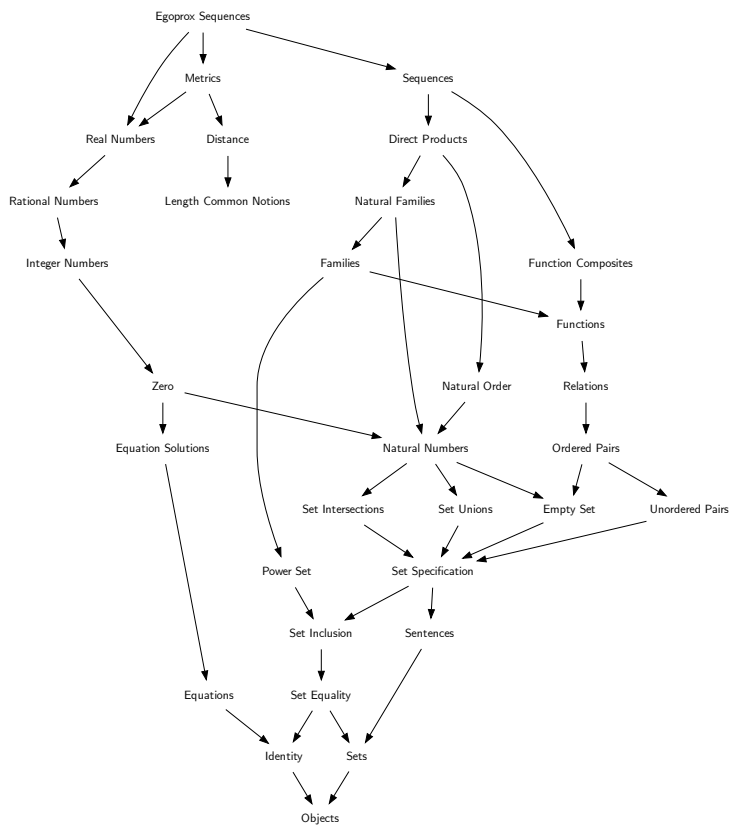 Egoprox Sequences
Metrics
Sequences
Real Numbers
Distance
Direct Products
Rational Numbers
Length Common Notions
Natural Families
Integer Numbers
Families
Function Composites
Functions
Zero
Natural Order
Relations
Equation Solutions
Natural Numbers
Ordered Pairs
Set Intersections
Set Unions
Empty Set
Unordered Pairs
Power Set
Set Specification
Set Inclusion
Sentences
Equations
Set Equality
Identity
Sets
Objects